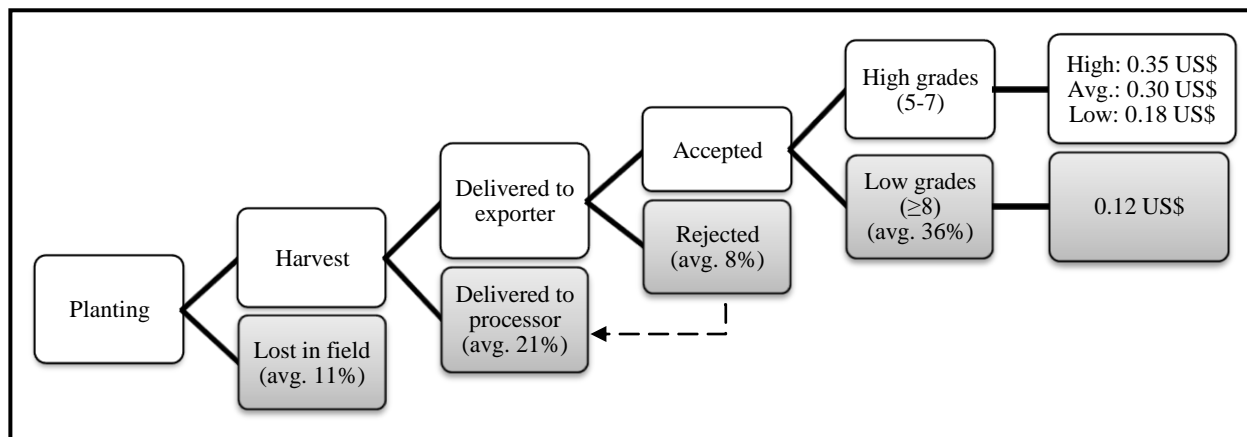 Planting
Harvest
Lost in field
(avg. 11%)
Delivered to
exporter
Delivered to
processor
(avg. 21%)
Accepted
Rejected
(avg. 8%)
High grades
(5-7)
Low grades
(≥8)
(avg. 36%)
High: 0.35 US$
Avg.: 0.30 US$
Low: 0.18 US$
0.12 US$